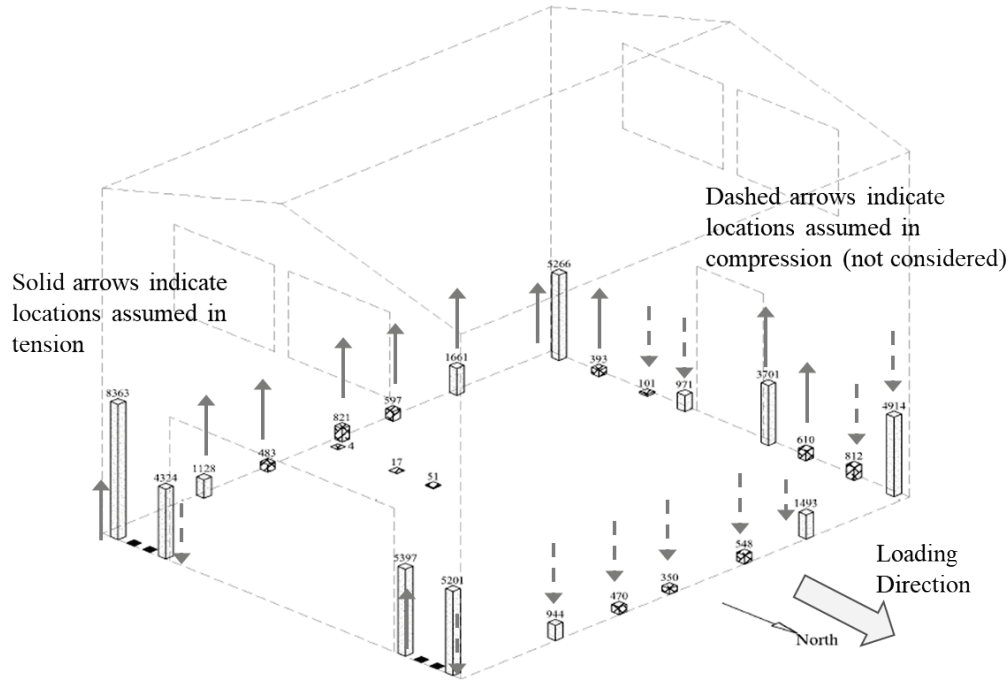 Dashed arrows indicate
locations assumed in
compression (not considered)
Solid arrows indicate
locations assumed in
tension
5266
393
101
971
3701
610
812
4914
1661
597
821
4
483
1128
8363
4324
17
51
1493
548
350
470
944
5397
5201
Loading
Direction
North